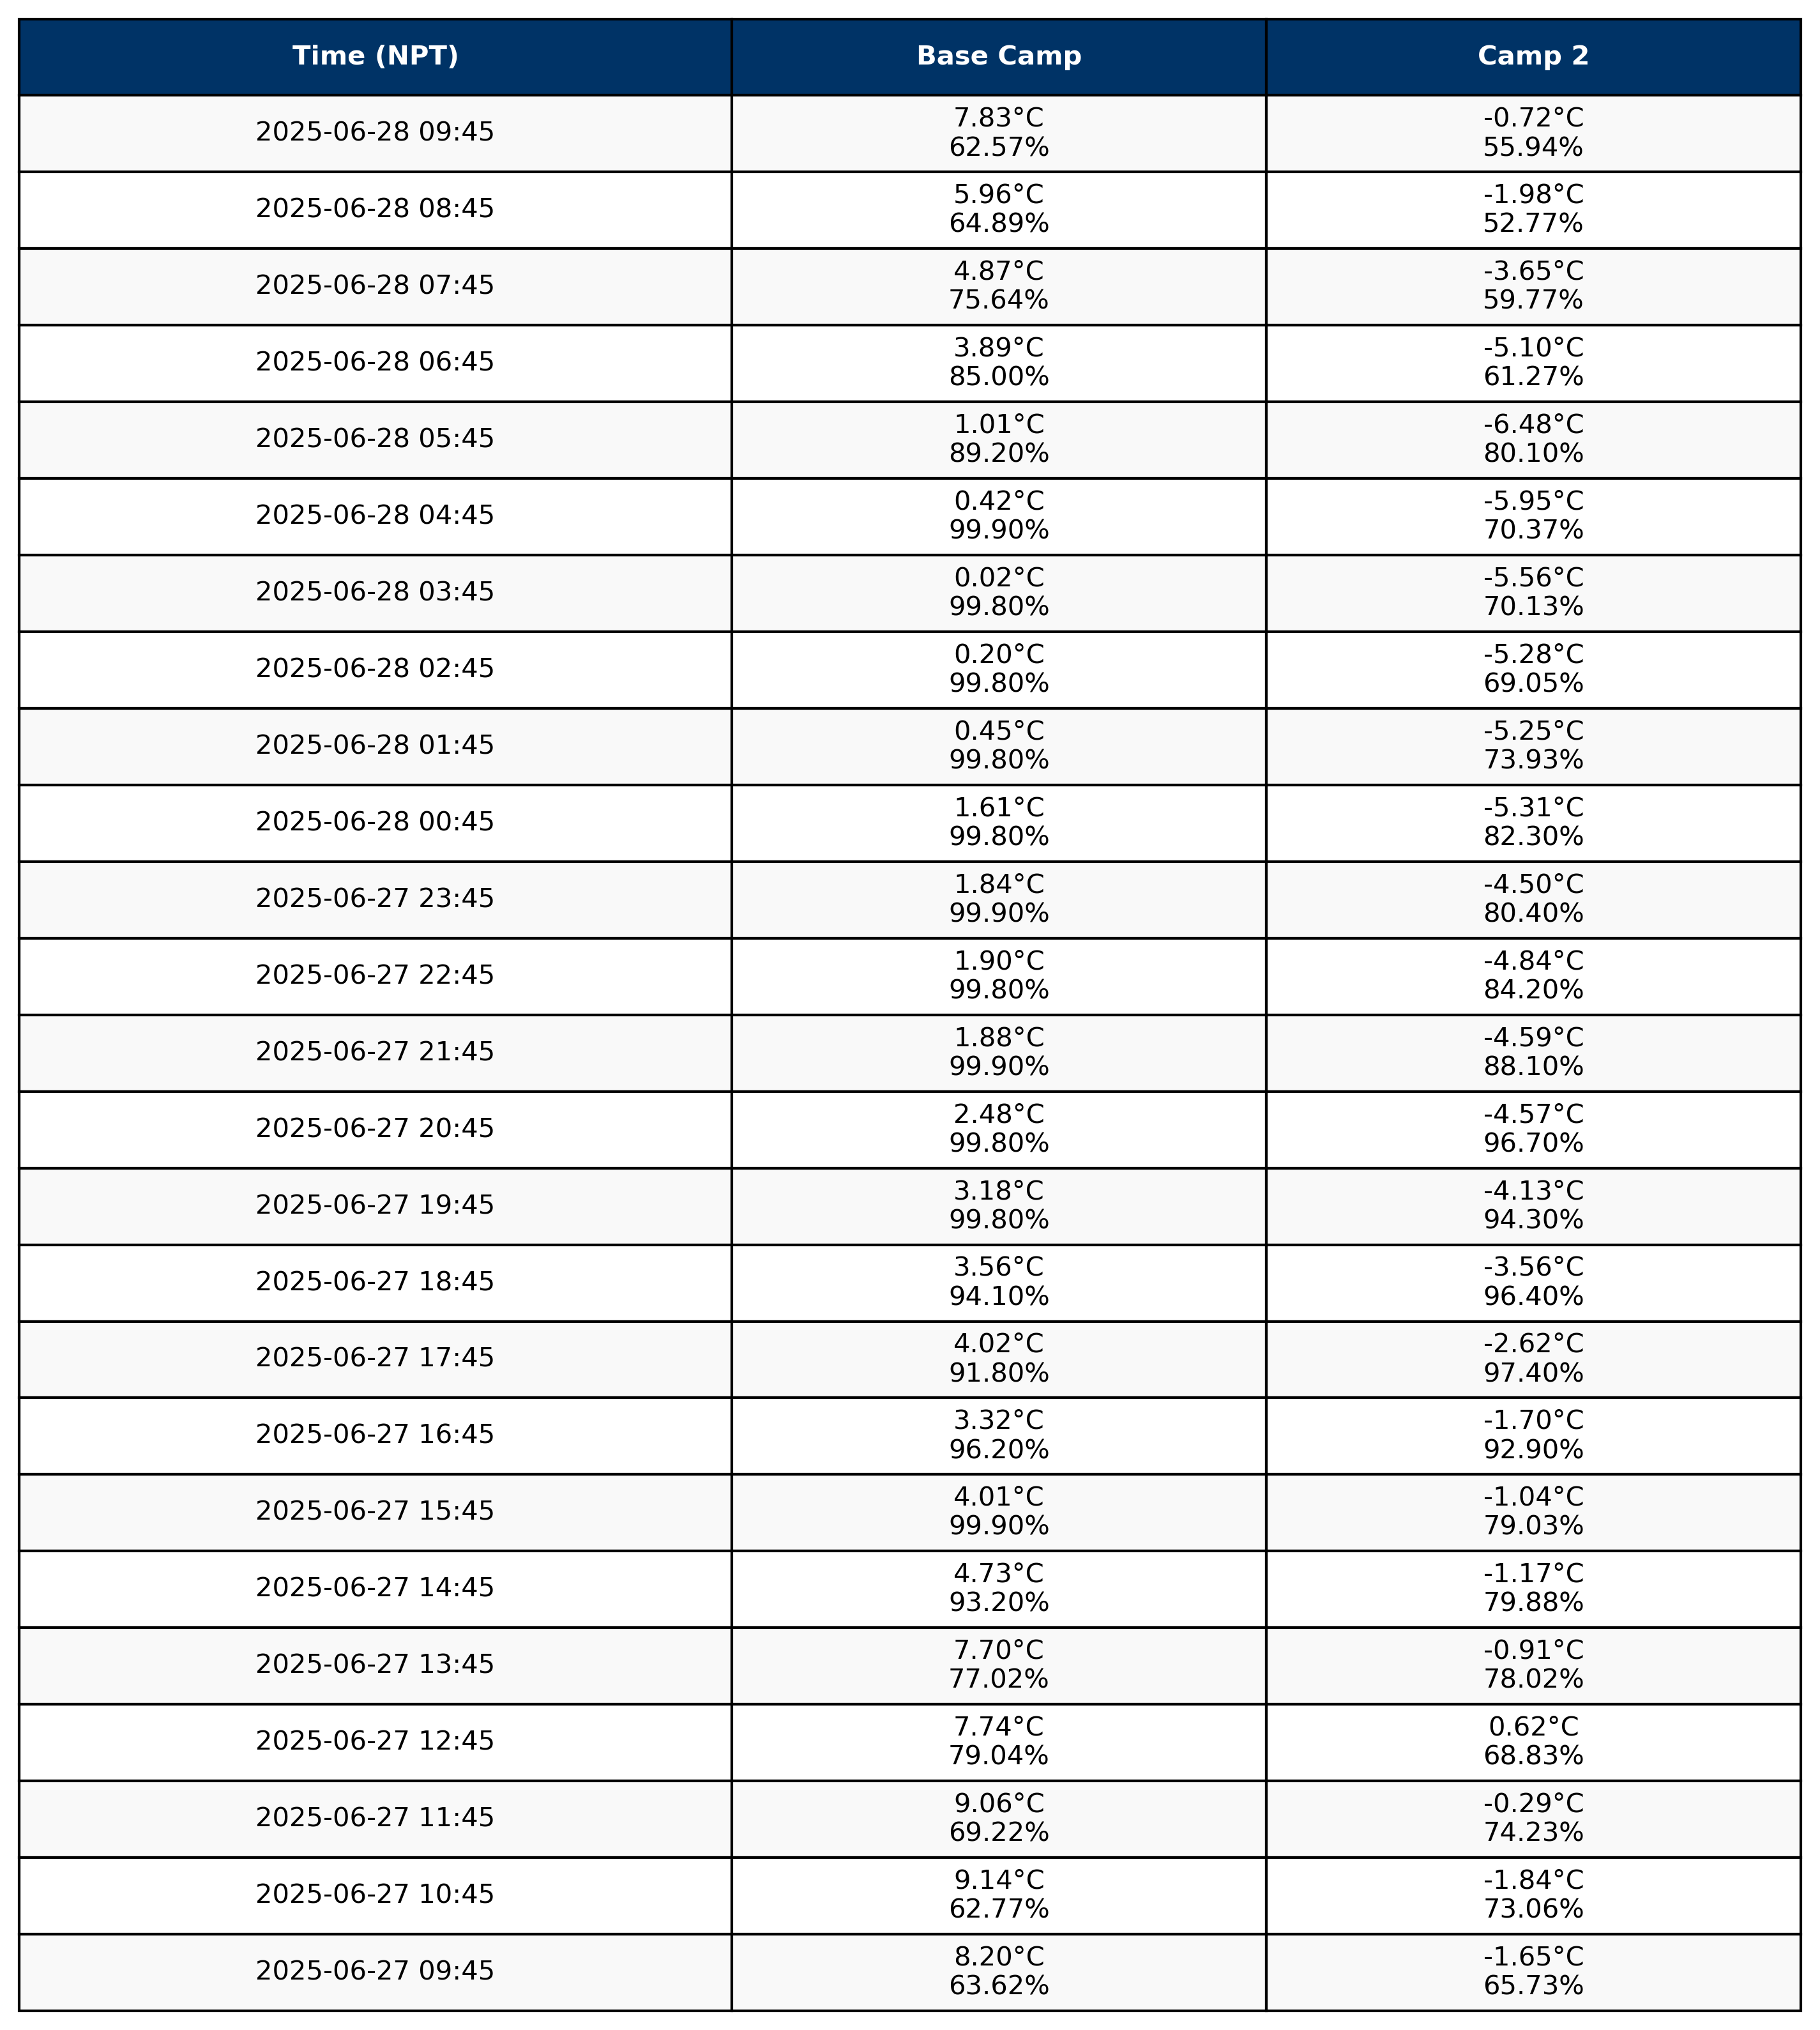 Time (NPT) Base Camp Camp 2
2025-06-28 09:45 7.83°C -0.72°C
62.57% 55.94%
2025-06-28 08:45 5.96°C -1.98°C
64.89% 52.77%
2025-06-28 07:45 4.87°C -3.65°C
75.64% 59.77%
2025-06-28 06:45 3.89°C -5.10°C
85.00% 61.27%
2025-06-28 05:45 1.01°C -6.48°C
89.20% 80.10%
2025-06-28 04:45 0.42°C -5.95°C
99.90% 70.37%
2025-06-28 03:45 0.02°C -5.56°C
99.80% 70.13%
2025-06-28 02:45 0.20°C -5.28°C
99.80% 69.05%
2025-06-28 01:45 0.45°C -5.25°C
99.80% 73.93%
2025-06-28 00:45 1.61°C -5.31°C
99.80% 82.30%
2025-06-27 23:45 1.84°C -4.50°C
99.90% 80.40%
2025-06-27 22:45 1.90°C -4.84°C
99.80% 84.20%
2025-06-27 21:45 1.88°C -4.59°C
99.90% 88.10%
2025-06-27 20:45 2.48°C -4.57°C
99.80% 96.70%
2025-06-27 19:45 3.18°C -4.13°C
99.80% 94.30%
2025-06-27 18:45 3.56°C -3.56°C
94.10% 96.40%
2025-06-27 17:45 4.02°C -2.62°C
91.80% 97.40%
2025-06-27 16:45 3.32°C -1.70°C
96.20% 92.90%
2025-06-27 15:45 4.01°C -1.04°C
99.90% 79.03%
2025-06-27 14:45 4.73°C -1.17°C
93.20% 79.88%
2025-06-27 13:45 7.70°C -0.91°C
77.02% 78.02%
2025-06-27 12:45 7.74°C 0.62°C
79.04% 68.83%
2025-06-27 11:45 9.06°C -0.29°C
69.22% 74.23%
2025-06-27 10:45 9.14°C -1.84°C
62.77% 73.06%
2025-06-27 09:45 8.20°C -1.65°C
63.62% 65.73%